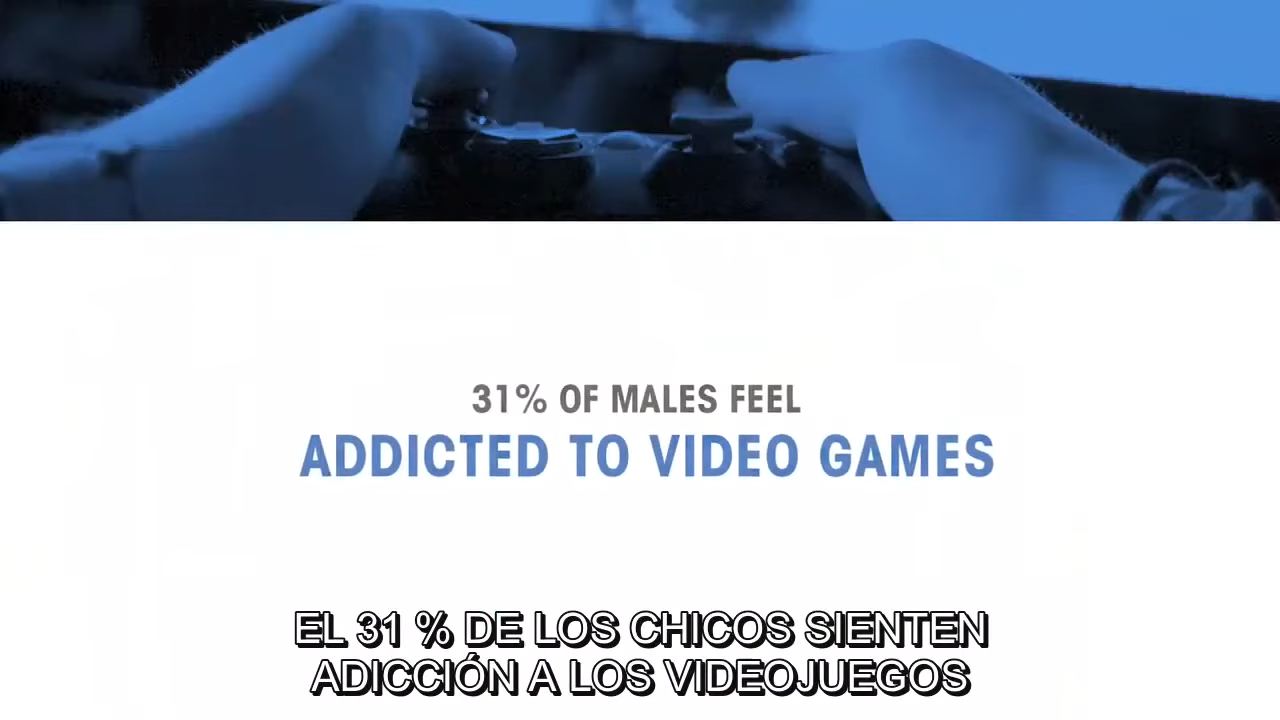 31% OF MALES FEEL
ADDICTED TO VIDEO GAMES
EL 31 % DE LOS CHICOS SIENTEN
ADICCIÓN A LOS VIDEOJUEGOS